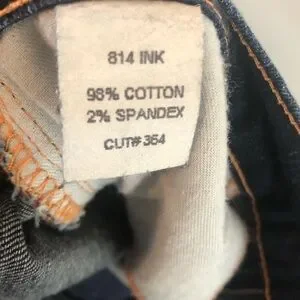 814 INK
98% COTTON
2% SPANDEX
CUT# 364